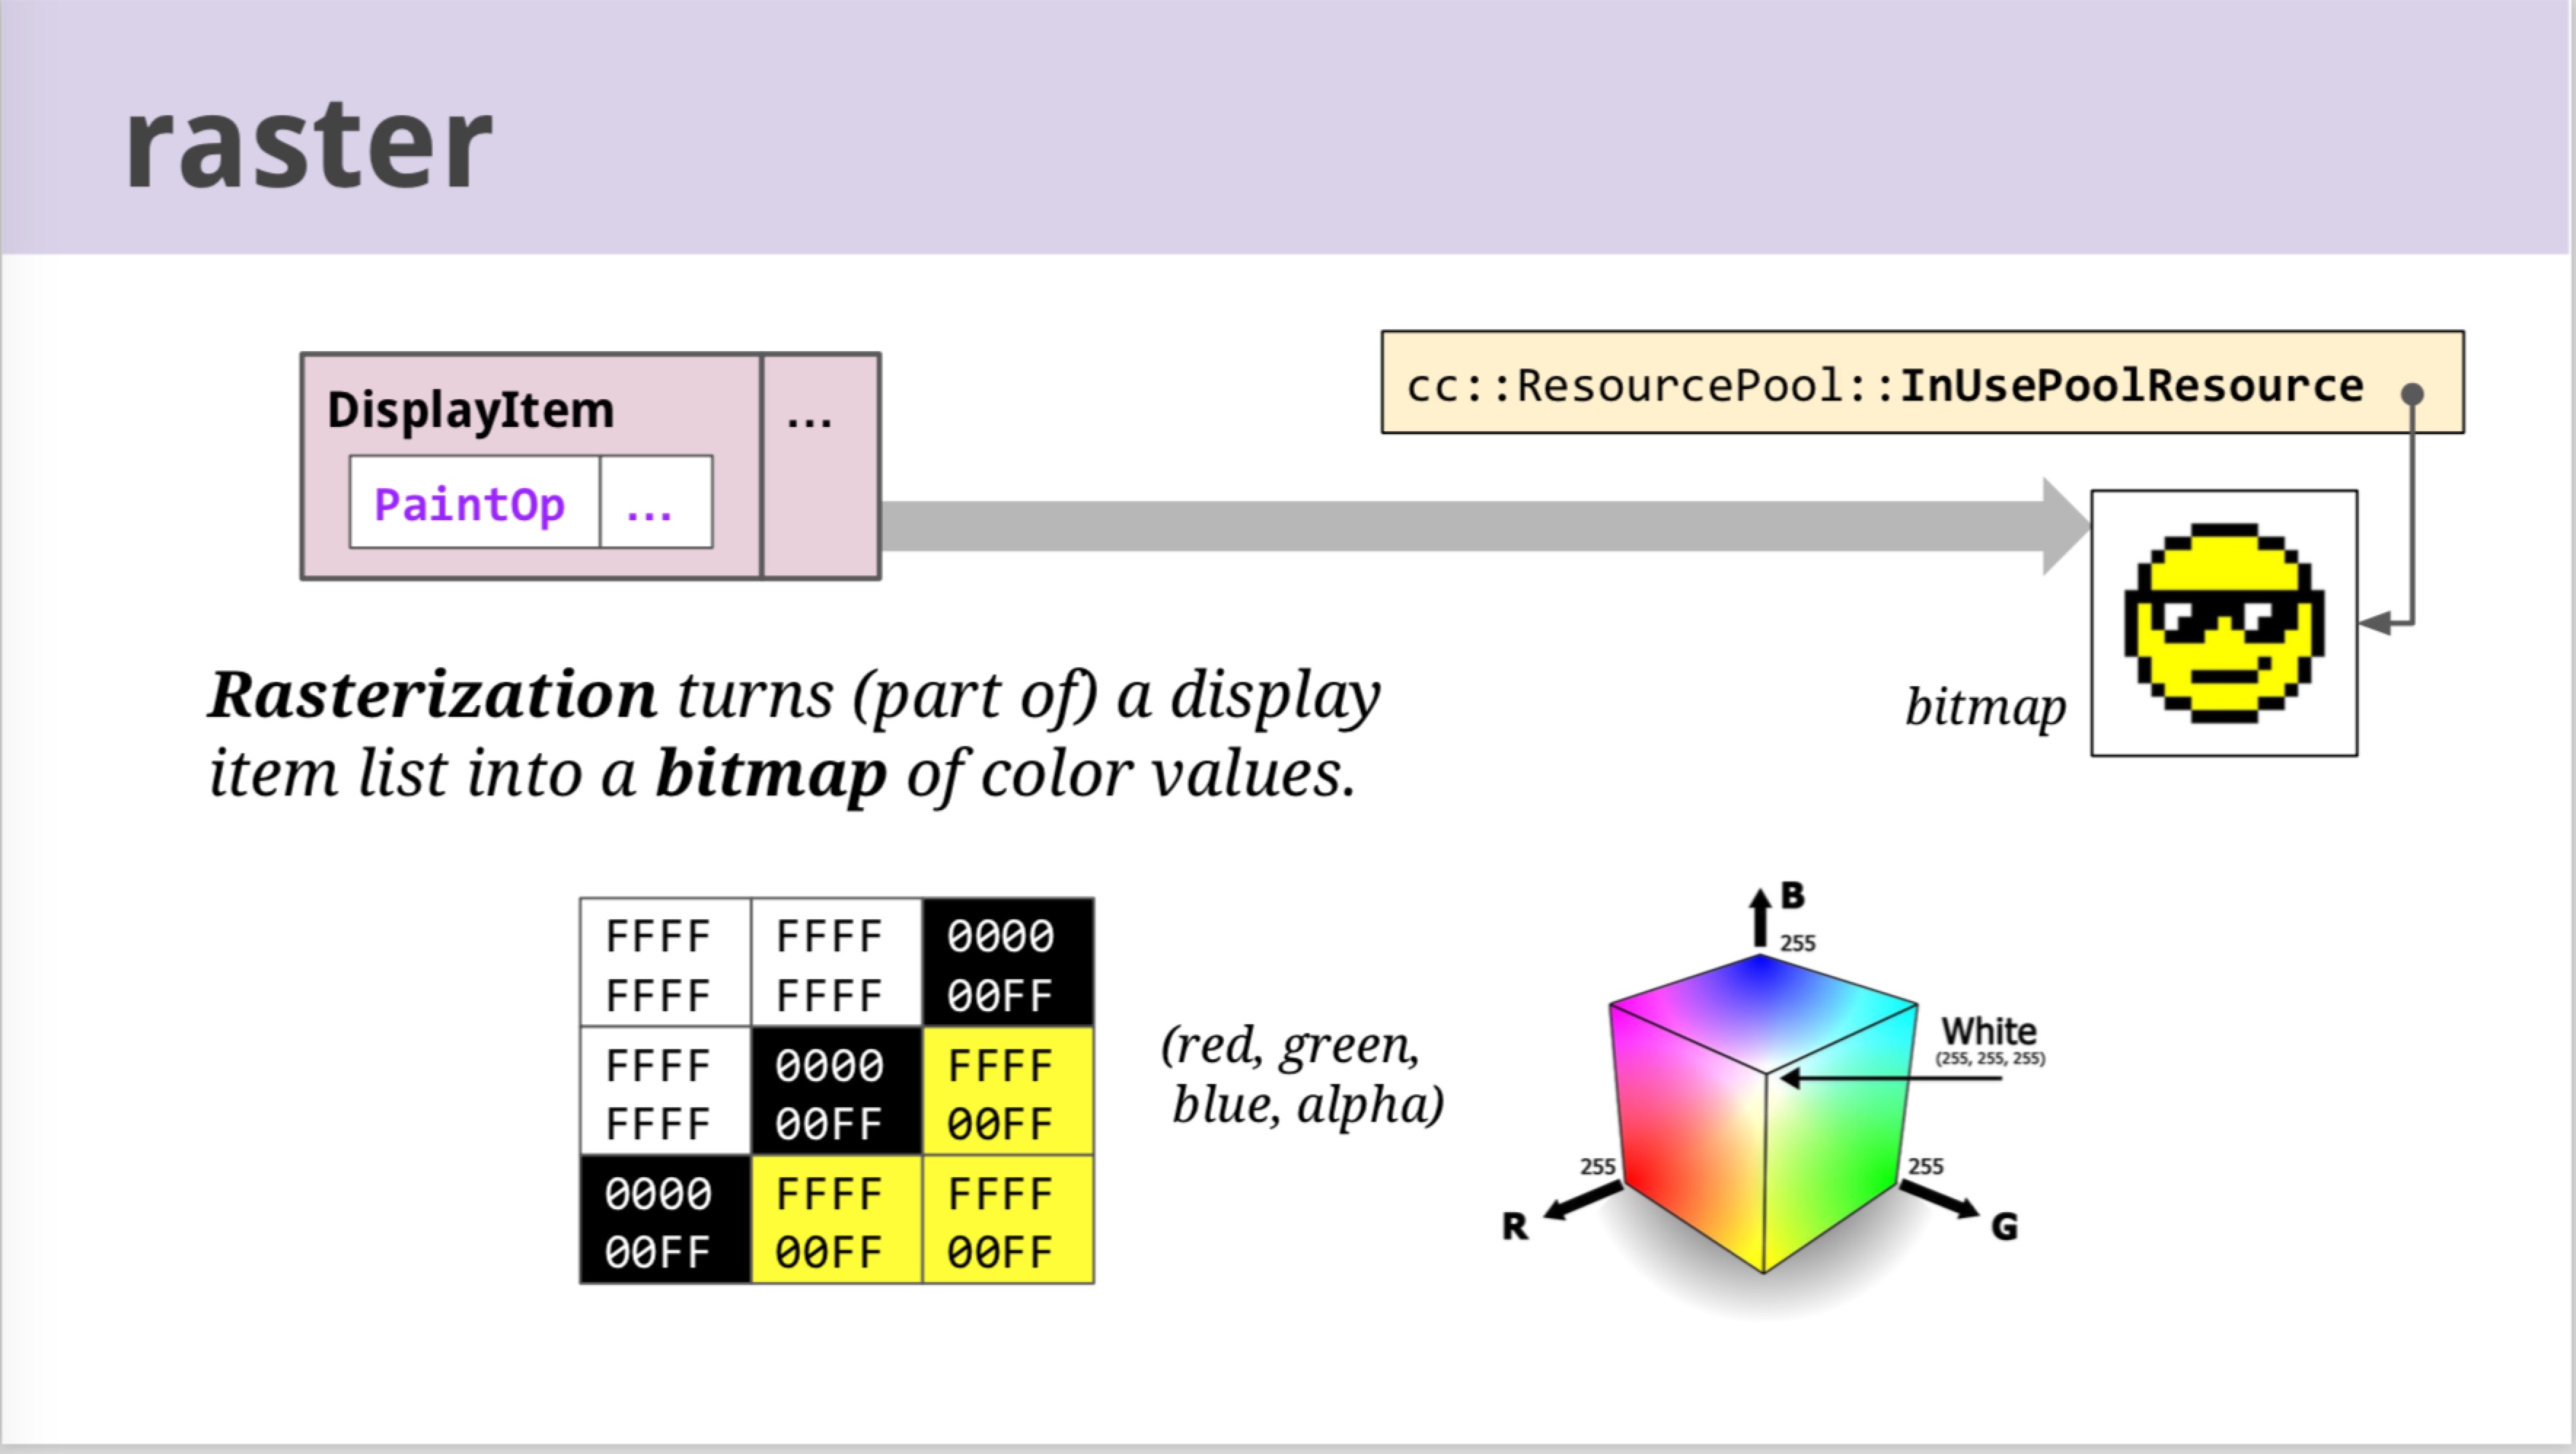 raster
DisplayItem
...
PaintOp
...
cc::ResourcePool::InUsePoolResource
Rasterization turns (part of) a display
item list into a bitmap of color values.
bitmap
FFFF FFFF 0000
FFFF FFFF 00FF
FFFF 0000 FFFF
FFFF 00FF 00FF
0000 FFFF FFFF
00FF 00FF 00FF
(red, green,
blue, alpha)
B
255
White
(255, 255, 255)
255
255
R
G